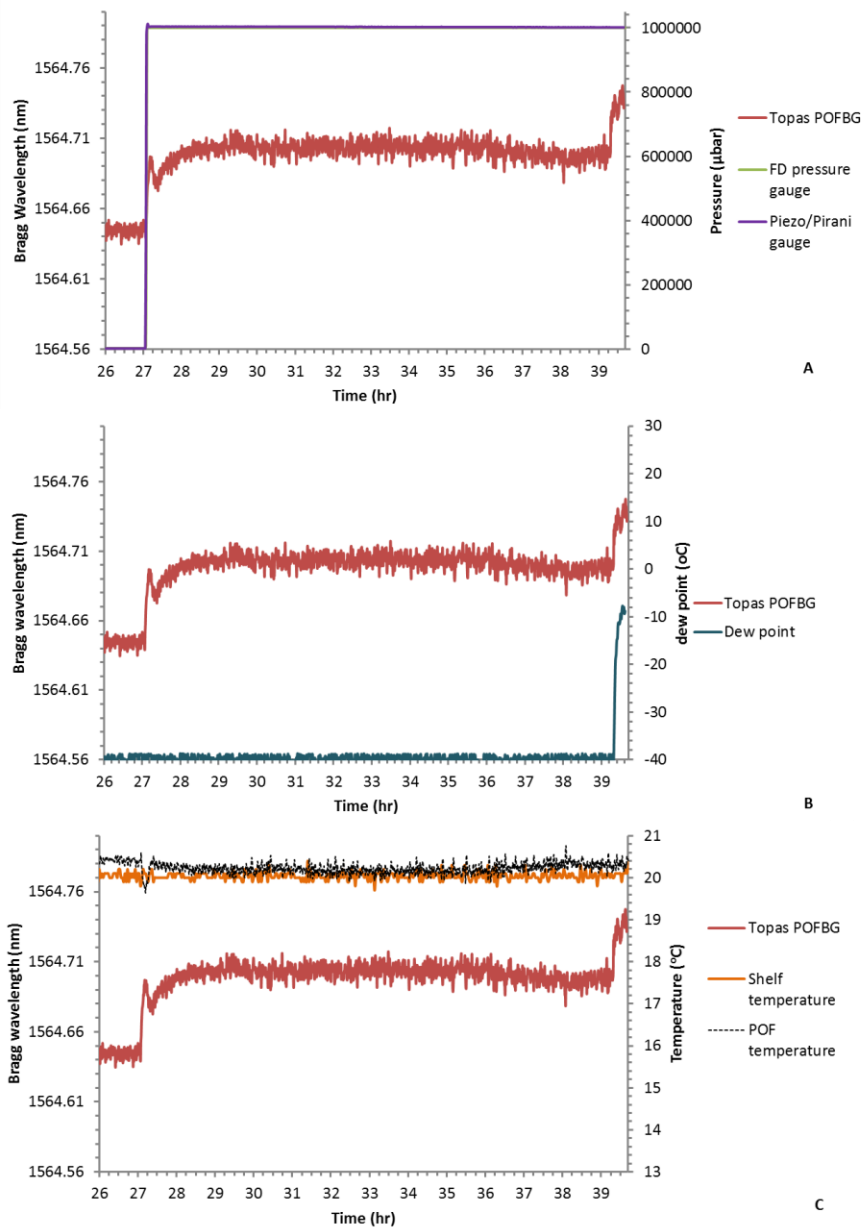 1564.76
1564.71
1564.66
1564.61
1564.56
Bragg Wavelength (nm)
26 27 28 29 30 31 32 33 34 35 36 37 38 39
Time (hr)
1000000
800000
600000
400000
200000
0
Pressure (µbar)
Topas POFBG
FD pressure
gauge
Piezo/Pirani
gauge
A
1564.76
1564.71
1564.66
1564.61
1564.56
Bragg wavelength (nm)
26 27 28 29 30 31 32 33 34 35 36 37 38 39
Time (hr)
30
20
10
0
-10
-20
-30
-40
dew point (oC)
Topas POFBG
Dew point
B
1564.76
1564.71
1564.66
1564.61
1564.56
Bragg wavelength (nm)
26 27 28 29 30 31 32 33 34 35 36 37 38 39
Time (hr)
21
20
19
18
17
16
15
14
13
Temperature (°C)
Topas POFBG
Shelf
temperature
POF
temperature
C